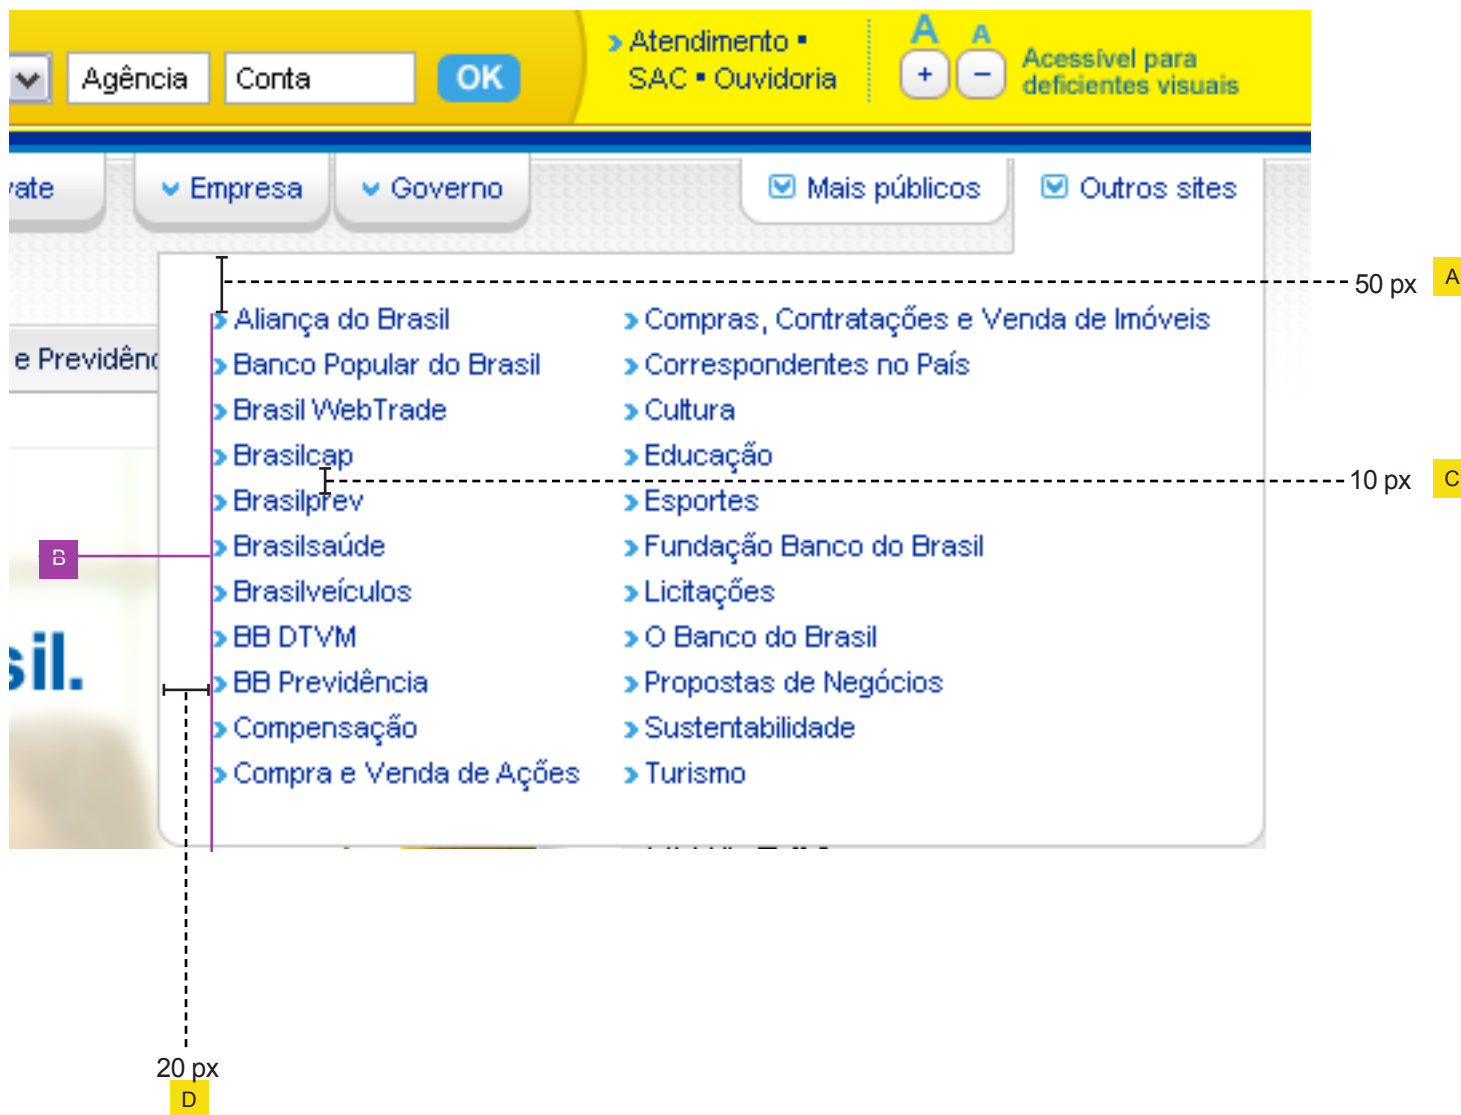 A A
Atendimento ▪
Agência Conta OK SAC ▪ Ouvidoria + − Acessível para
deficientes visuais
vate Empresa Governo Mais públicos Outros sites
50 px A
Aliança do Brasil Compras, Contratações e Venda de Imóveis
e Previdênc Banco Popular do Brasil Correspondentes no País
Brasil WebTrade Cultura
Brasilcap Educação
10 px C
Brasilprev Esportes
B Brasilsaúde Fundação Banco do Brasil
Brasilveículos Licitações
BB DTVM O Banco do Brasil
sil.
BB Previdência Propostas de Negócios
Compensação Sustentabilidade
Compra e Venda de Ações Turismo
20 px
D